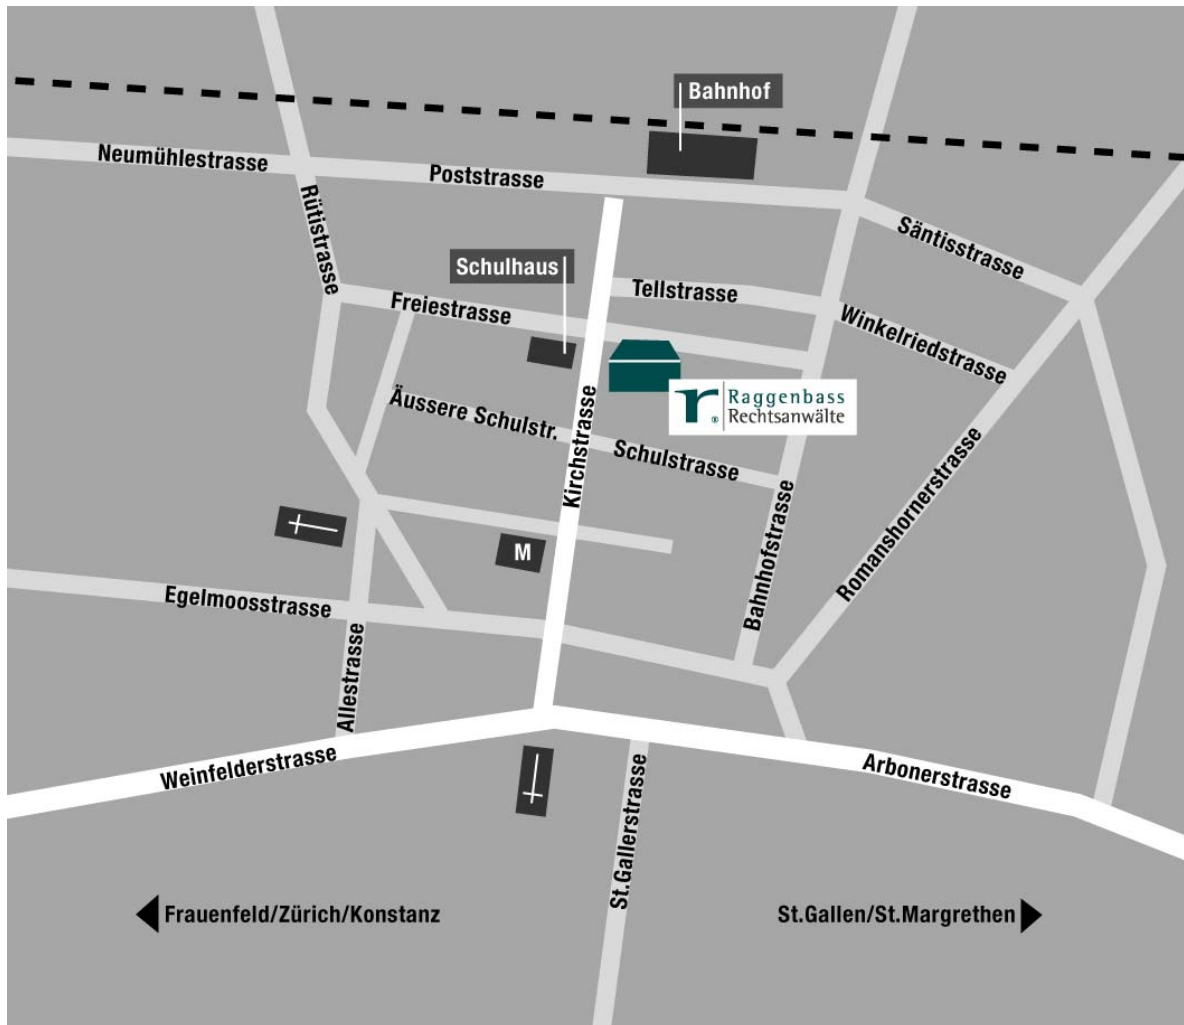 Bahnhof
Neumühlestrasse
Poststrasse
Rütistrasse
Säntisstrasse
Schulhaus
Tellstrasse
Freiestrasse
Winkelriedstrasse
Raggenbass
Rechtsanwälte
r
®
Äussere Schulstr.
Kirchstrasse
Schulstrasse
Bahnhofstrasse
Romanshornerstrasse
M
Egelmoosstrasse
Allestrasse
Weinfelderstrasse
Arbonerstrasse
St.Gallerstrasse
Frauenfeld/Zürich/Konstanz
St.Gallen/St.Margrethen